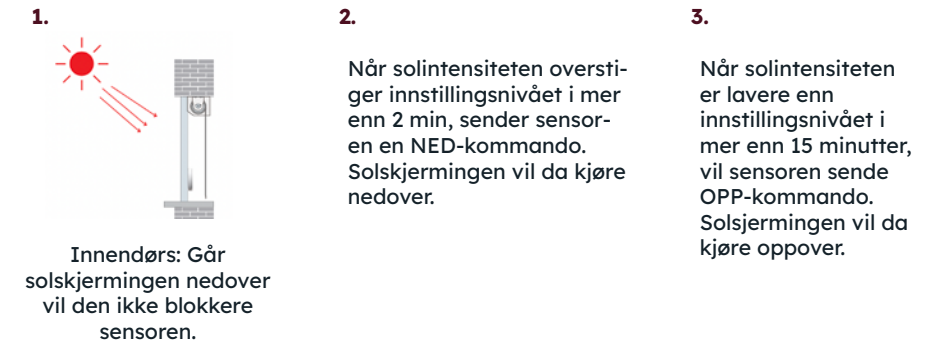 1.
Innendørs: Går
solskjermingen nedover
vil den ikke blokkere
sensoren.
2.
Når solintensiteten oversti-
ger innstillingsnivået i mer
enn 2 min, sender sensor-
en en NED-kommando.
Solskjermingen vil da kjøre
nedover.
3.
Når solintensiteten
er lavere enn
innstillingsnivået i
mer enn 15 minutter,
vil sensoren sende
OPP-kommando.
Solsjermingen vil da
kjøre oppover.